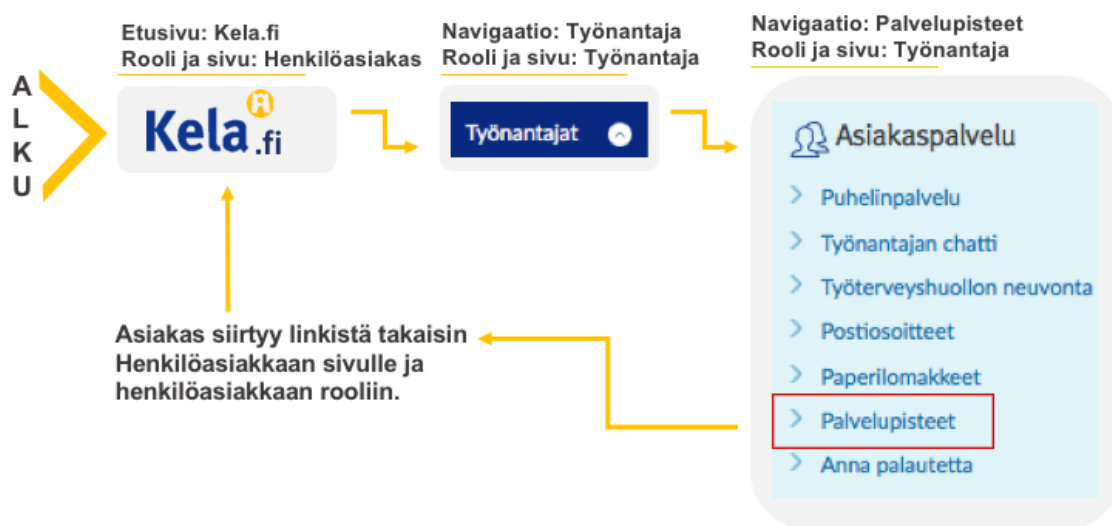 ALKU
Etusivu: Kela.fi
Rooli ja sivu: Henkilöasiakas
Kela.fi
Navigaatio: Työnantaja
Rooli ja sivu: Työnantaja
Työnantajat
Navigaatio: Palvelupisteet
Rooli ja sivu: Työnantaja
Asiakaspalvelu
Puhelinpalvelu
Työnantajan chatti
Työterveyshuollon neuvonta
Postiosoitteet
Paperilomakkeet
Palvelupisteet
Anna palautetta
Asiakas siirtyy linkistä takaisin
Henkilöasiakkaan sivulle ja
henkilöasiakkaan rooliin.